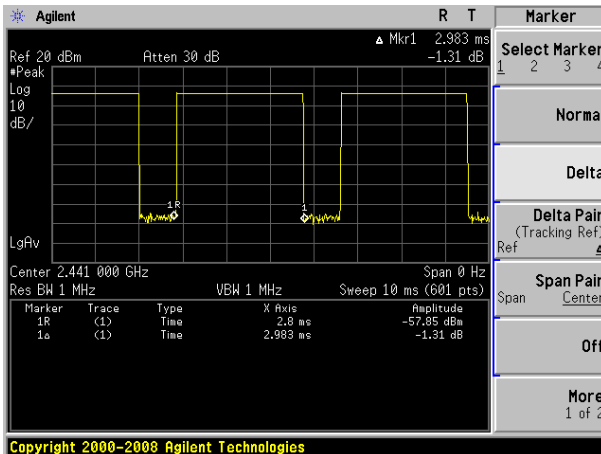 Agilent R T Marker
Δ Mkr1 2.983 ms
Ref 20 dBm Atten 30 dB -1.31 dB
#Peak
Log
10
dB/
1R
1
LgAv
Center 2.441 000 GHz Span 0 Hz
Res BW 1 MHz VBW 1 MHz Sweep 10 ms (601 pts)
Marker Trace Type X Axis Amplitude
1R (1) Time 2.8 ms -57.85 dBm
1Δ (1) Time 2.983 ms -1.31 dB
Copyright 2000-2008 Agilent Technologies
Select Marker
1 2 3 4
Norma
Delta
Delta Pair
(Tracking Ref)
Ref Δ
Span Pair
Span Center
Off
More
1 of 2